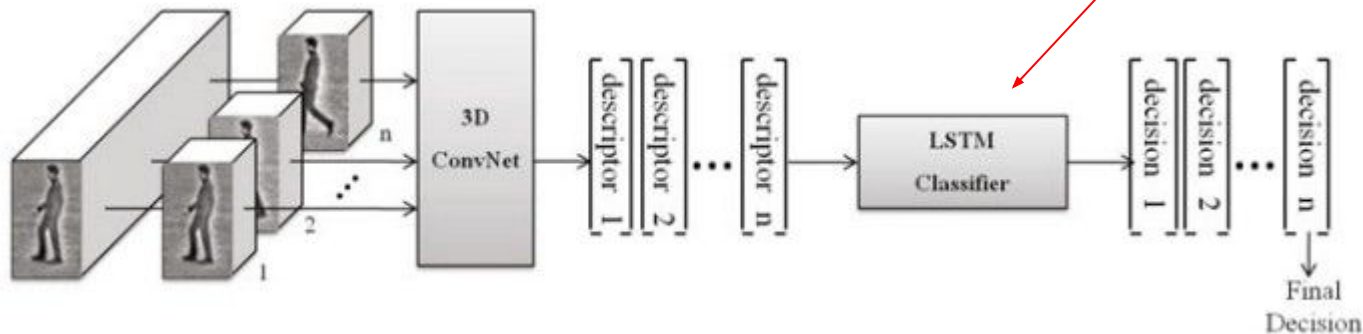 n
2
1
3D
ConvNet
descriptor 1
descriptor 2
•••
descriptor n
LSTM
Classifier
decision 1
decision 2
•••
decision n
Final
Decision